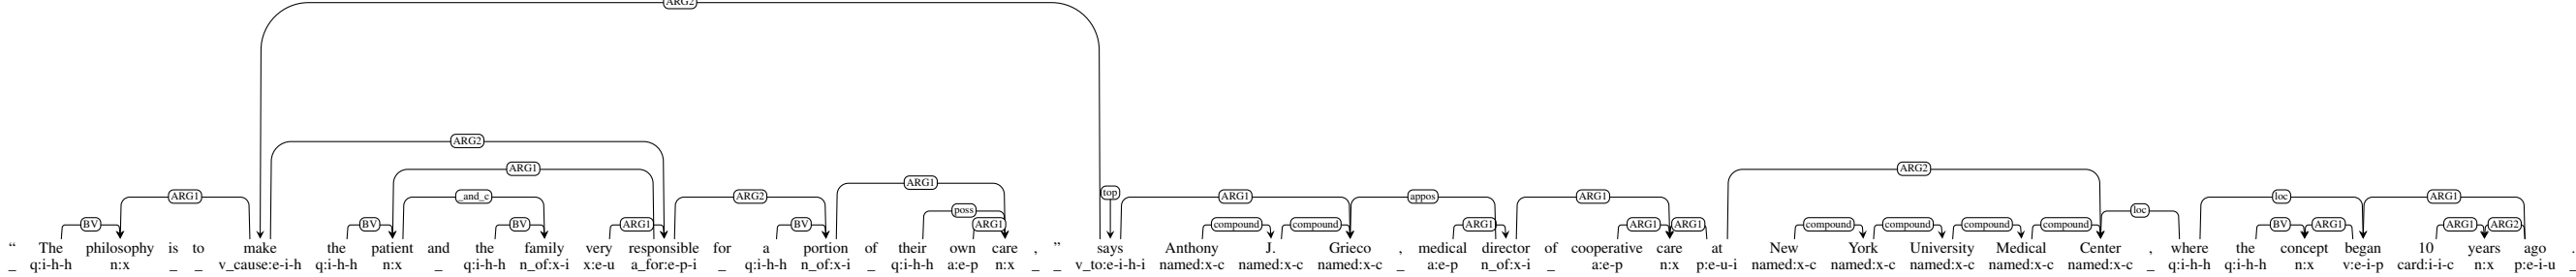 ARG2
ARG2
ARG1
ARG2
ARG1
top
ARG1 _and_c ARG2 ARG1 appos ARG1 loc loc ARG1
poss
BV BV BV ARG1 BV ARG1 compound compound ARG1 ARG1 ARG1 compound compound compound compound BV ARG1 ARG1 ARG2
“ The philosophy is to make the patient and the family very responsible for a portion of their own care , ” says Anthony J. Grieco , medical director of cooperative care at New York University Medical Center , where the concept began 10 years ago .
_ q:i-h-h n:x _ _ v_cause:e-i-h q:i-h-h n:x _ q:i-h-h n_of:x-i x:e-u a_for:e-p-i _ q:i-h-h n_of:x-i _ q:i-h-h a:e-p n:x _ _ v_to:e-i-h-i named:x-c named:x-c named:x-c _ a:e-p n_of:x-i _ a:e-p n:x p:e-u-i named:x-c named:x-c named:x-c named:x-c named:x-c _ q:i-h-h q:i-h-h n:x v:e-i-p card:i-i-c n:x p:e-i-u _